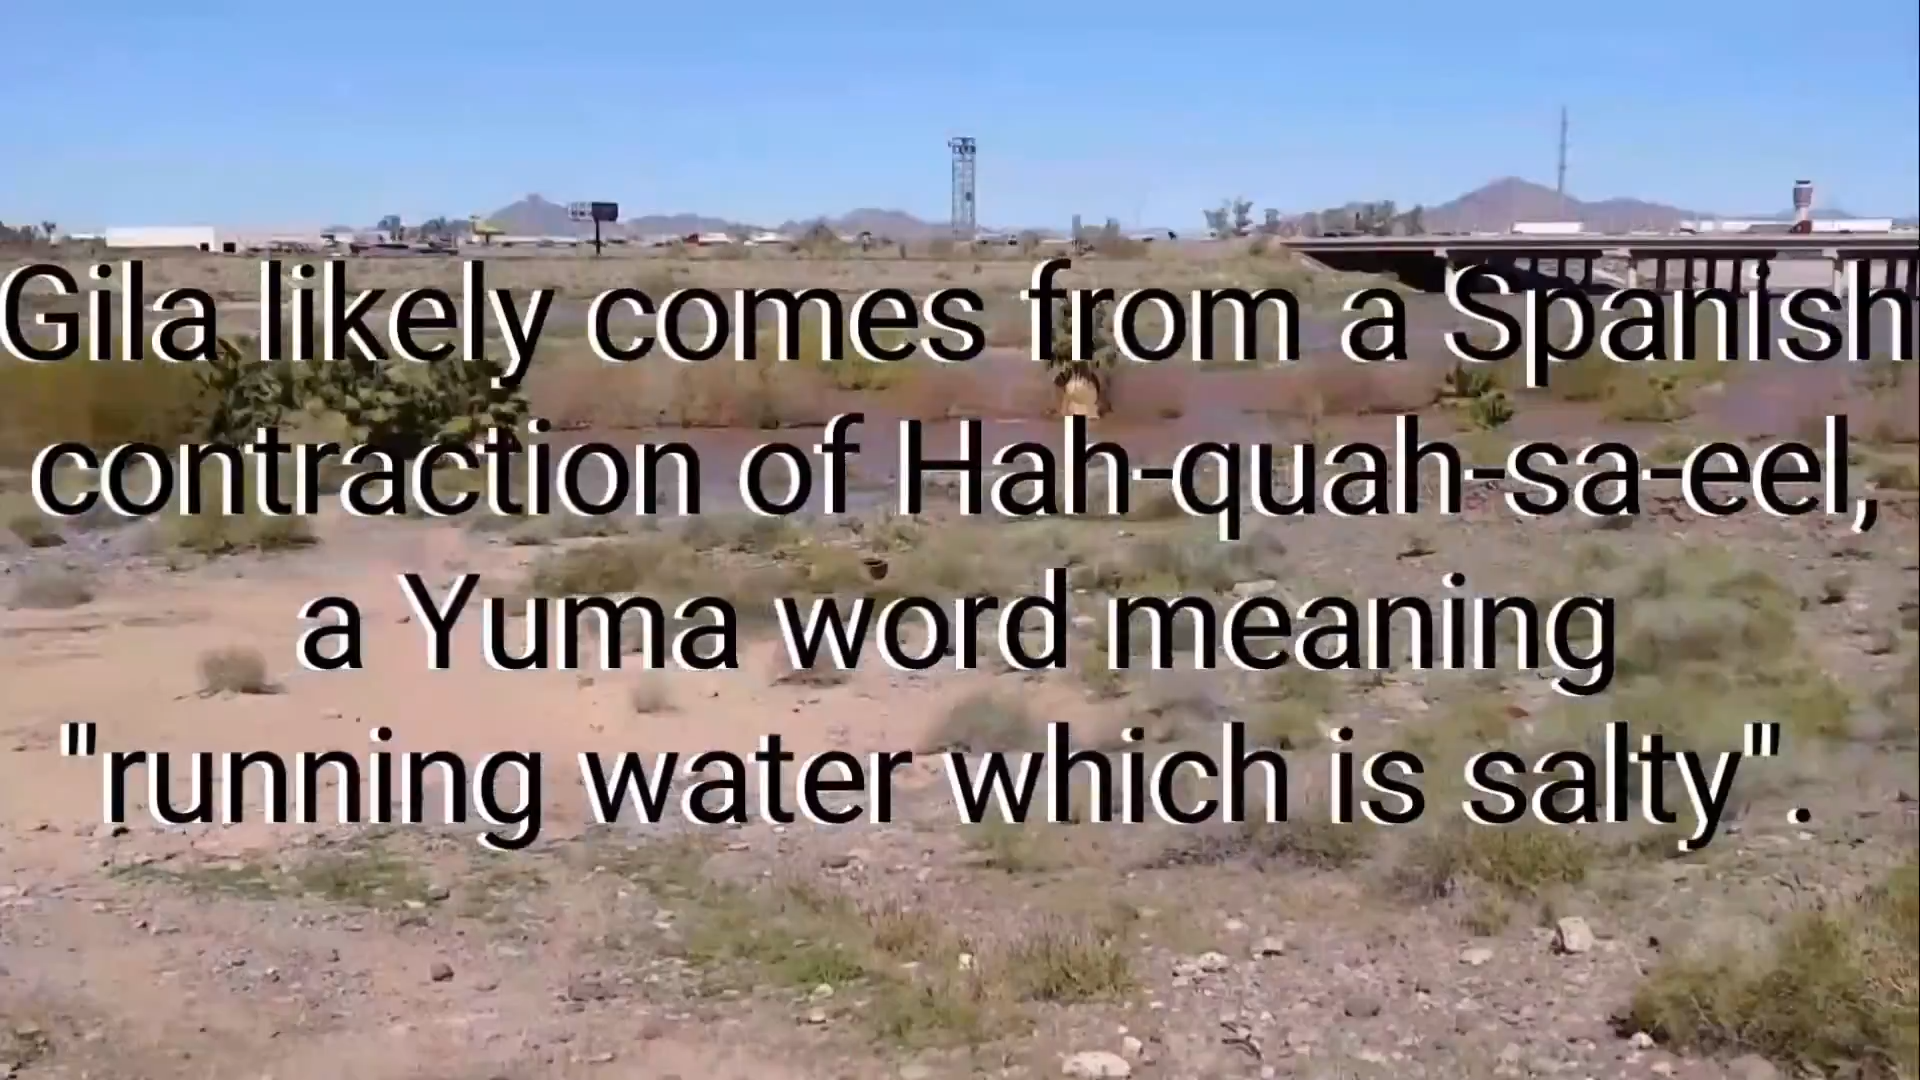 Gila likely comes from a Spanish
contraction of Hah-quah-sa-eel,
a Yuma word meaning
"running water which is salty".